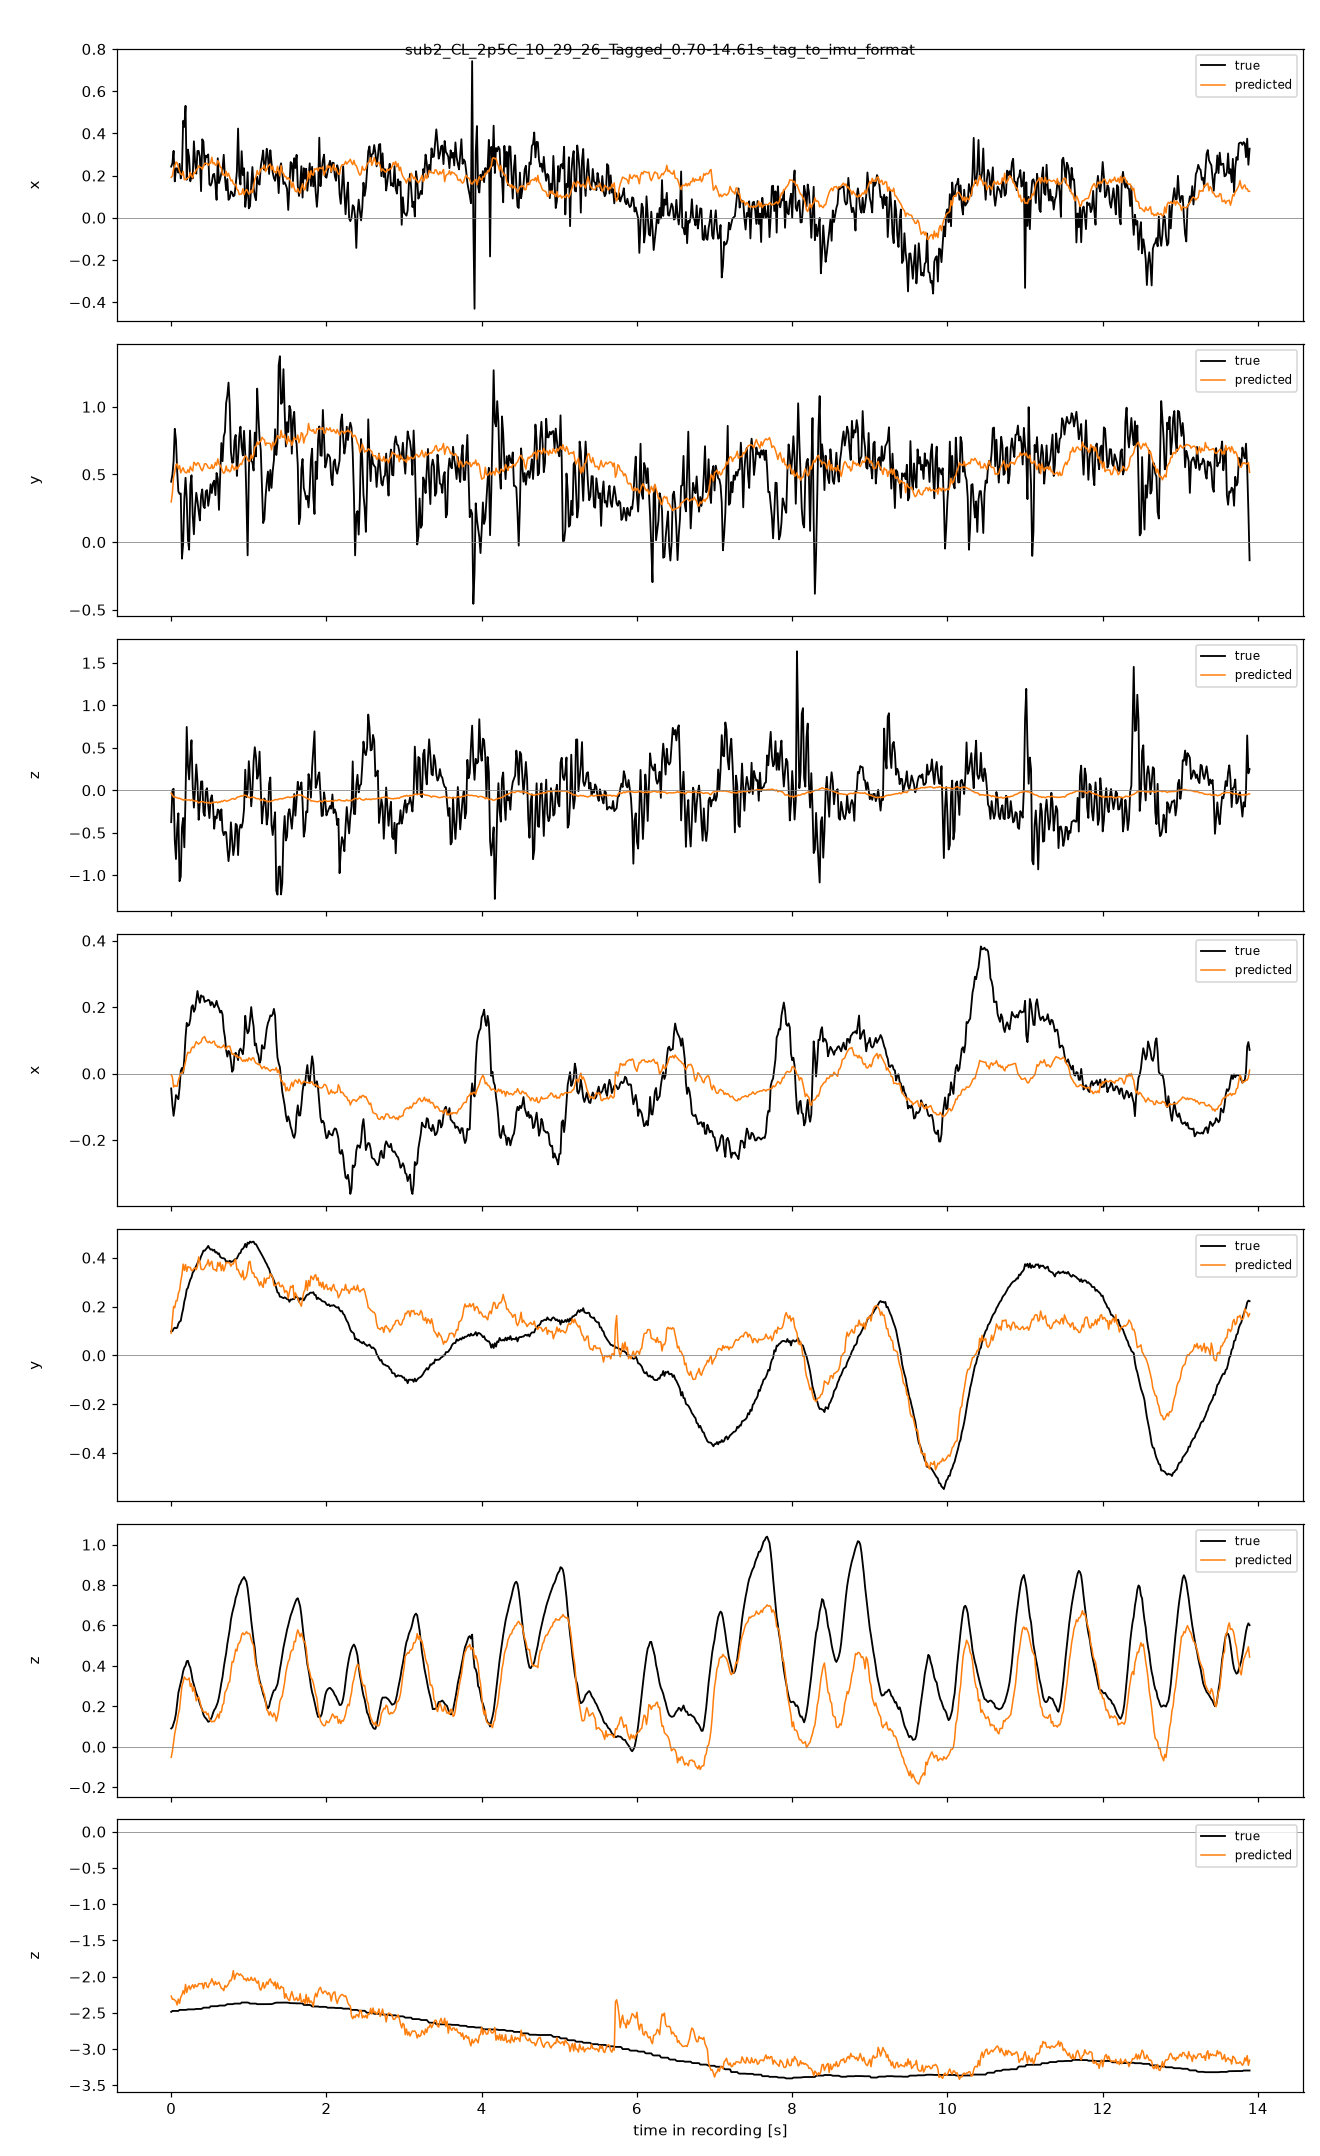 sub2_CL_2p5C_10_29_26_Tagged_0.70-14.61s_tag_to_imu_format
0.8
0.6
0.4
0.2
0.0
−0.2
−0.4
x
true
predicted
1.0
0.5
0.0
−0.5
y
true
predicted
1.5
1.0
0.5
0.0
−0.5
−1.0
z
true
predicted
0.4
0.2
0.0
−0.2
x
true
predicted
0.4
0.2
0.0
−0.2
−0.4
y
true
predicted
1.0
0.8
0.6
0.4
0.2
0.0
−0.2
z
true
predicted
0.0
−0.5
−1.0
−1.5
−2.0
−2.5
−3.0
−3.5
z
true
predicted
0 2 4 6 8 10 12 14
time in recording [s]